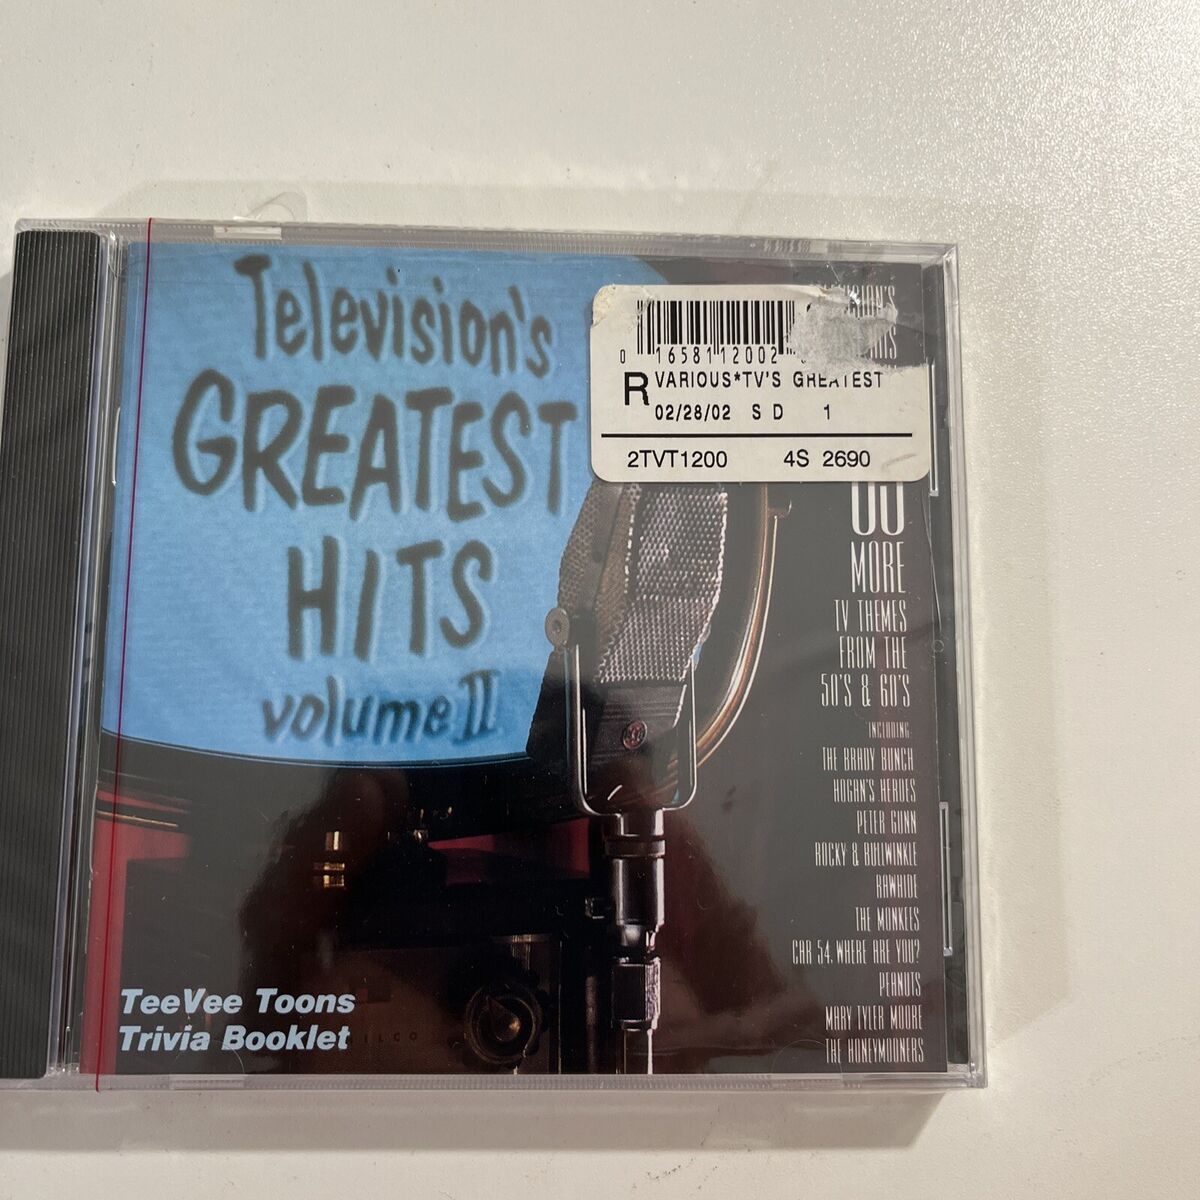 Television's
GREATEST
HITS
volume II
0 16581 12002
R VARIOUS*TV'S GREATEST
02/28/02 S D 1
2TVT1200 4S 2690
MORE
TV THEMES
FROM THE
50'S & 60'S
INCLUDING:
THE BRADY BUNCH
HOGAN'S HEROES
PETER GUNN
ROCKY & BULLWINKLE
RAWHIDE
THE MONKEES
CAR 54, WHERE ARE YOU?
PEANUTS
MARY TYLER MOORE
THE HONEYMOONERS
TeeVee Toons
Trivia Booklet